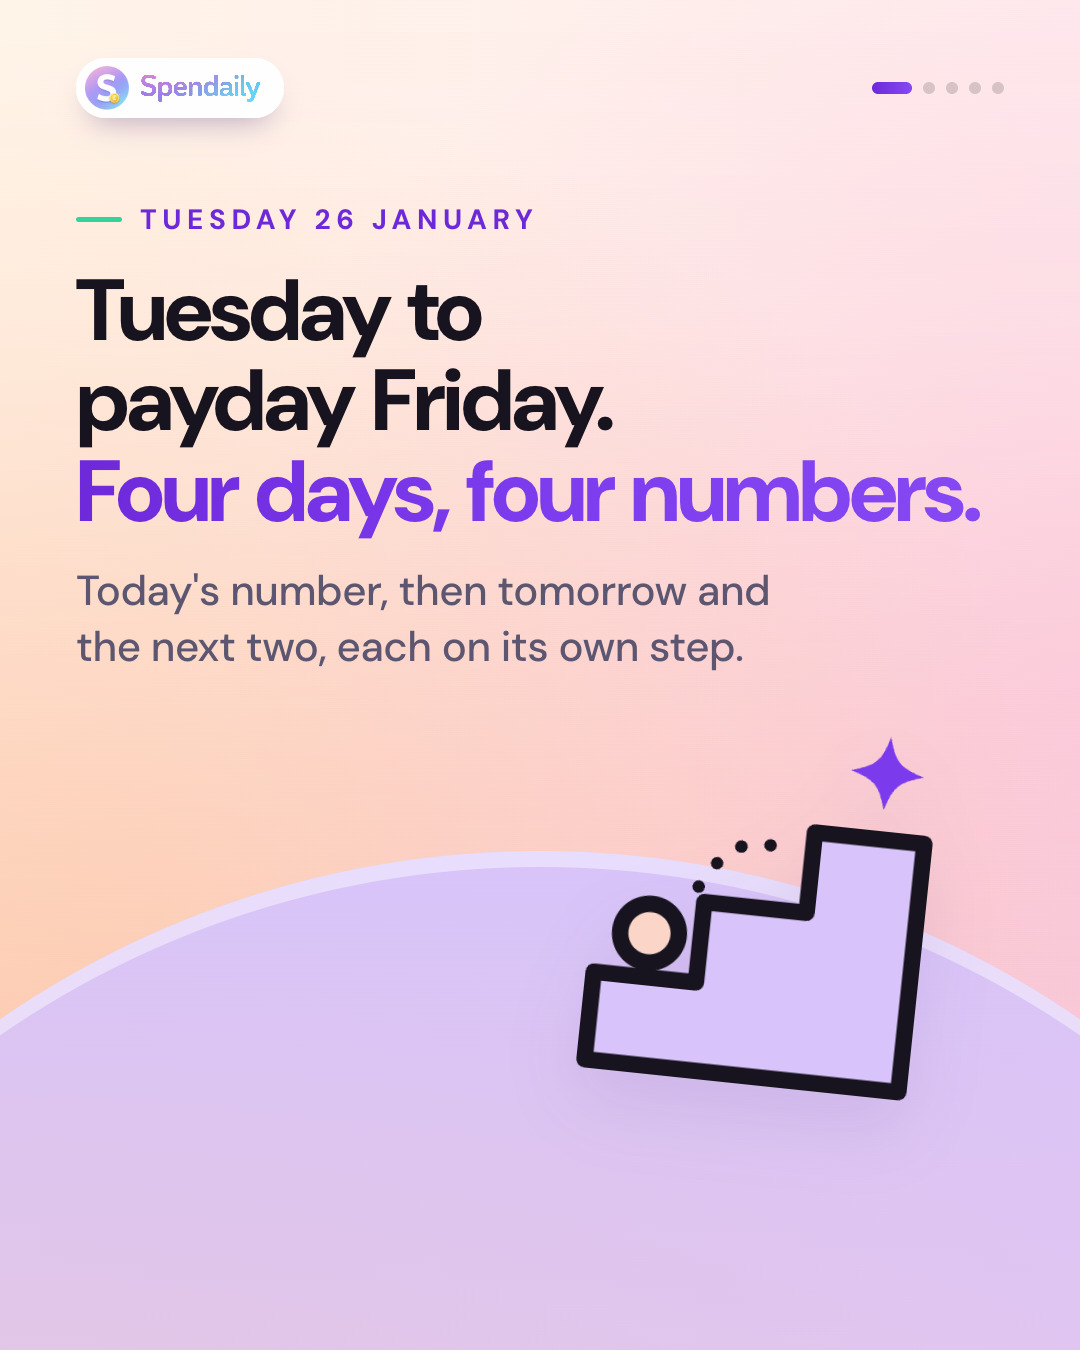 Spendaily
TUESDAY 26 JANUARY
Tuesday to
payday Friday.
Four days, four numbers.
Today's number, then tomorrow and
the next two, each on its own step.